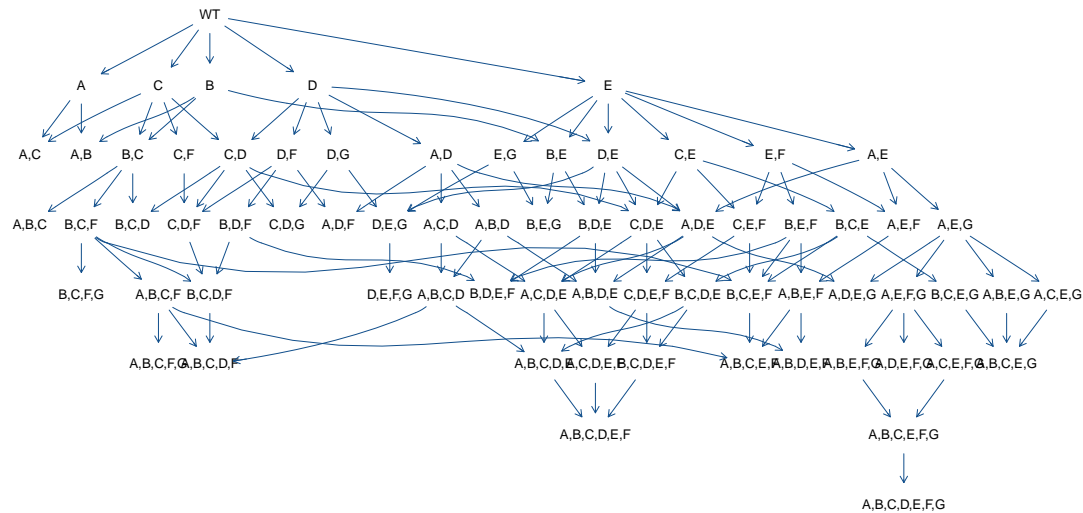 WT
A C B D E
A,C A,B B,C C,F C,D D,F D,G A,D E,G B,E D,E C,E E,F A,E
A,B,C B,C,F B,C,D C,D,F B,D,F C,D,G A,D,F D,E,G A,C,D A,B,D B,E,G B,D,E C,D,E A,D,E C,E,F B,E,F B,C,E A,E,F A,E,G
B,C,F,G A,B,C,F B,C,D,F D,E,F,G A,B,C,D B,D,E,F A,C,D,E A,B,D,E C,D,E,F B,C,D,E B,C,E,F A,B,E,F A,D,E,G A,E,F,G B,C,E,G A,B,E,G A,C,E,G
A,B,C,F,G A,B,C,D,F A,B,C,D,E A,C,D,E,F B,C,D,E,F A,B,C,E,F A,B,D,E,F A,B,E,F,G A,D,E,F,G A,C,E,F,G A,B,C,E,G
A,B,C,D,E,F A,B,C,E,F,G
A,B,C,D,E,F,G